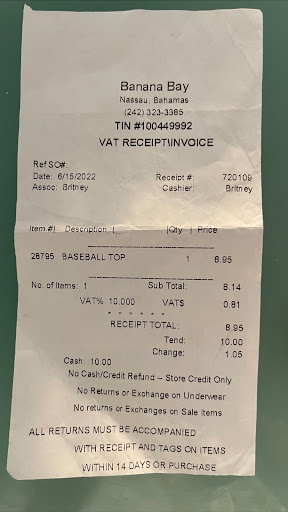 Banana Bay
Nassau, Bahamas
(242) 323-3385
TIN #100449992
VAT RECEIPT\INVOICE
Ref SO#:
Date: 6/15/2022 Receipt #: 720109
Assoc: Britney Cashier: Britney
Item #| Description | |Qty | Price
28795 BASEBALL TOP 1 8.95
No. of Items: 1 Sub Total: 8.14
VAT% 10.000 VAT$ 0.81
* * * * * *
RECEIPT TOTAL: 8.95
Tend: 10.00
Change: 1.05
Cash: 10.00
No Cash/Credit Refund -- Store Credit Only
No Returns or Exchange on Underwear
No returns or Exchanges on Sale Items
ALL RETURNS MUST BE ACCOMPANIED
WITH RECEIPT AND TAGS ON ITEMS
WITHIN 14 DAYS OR PURCHASE